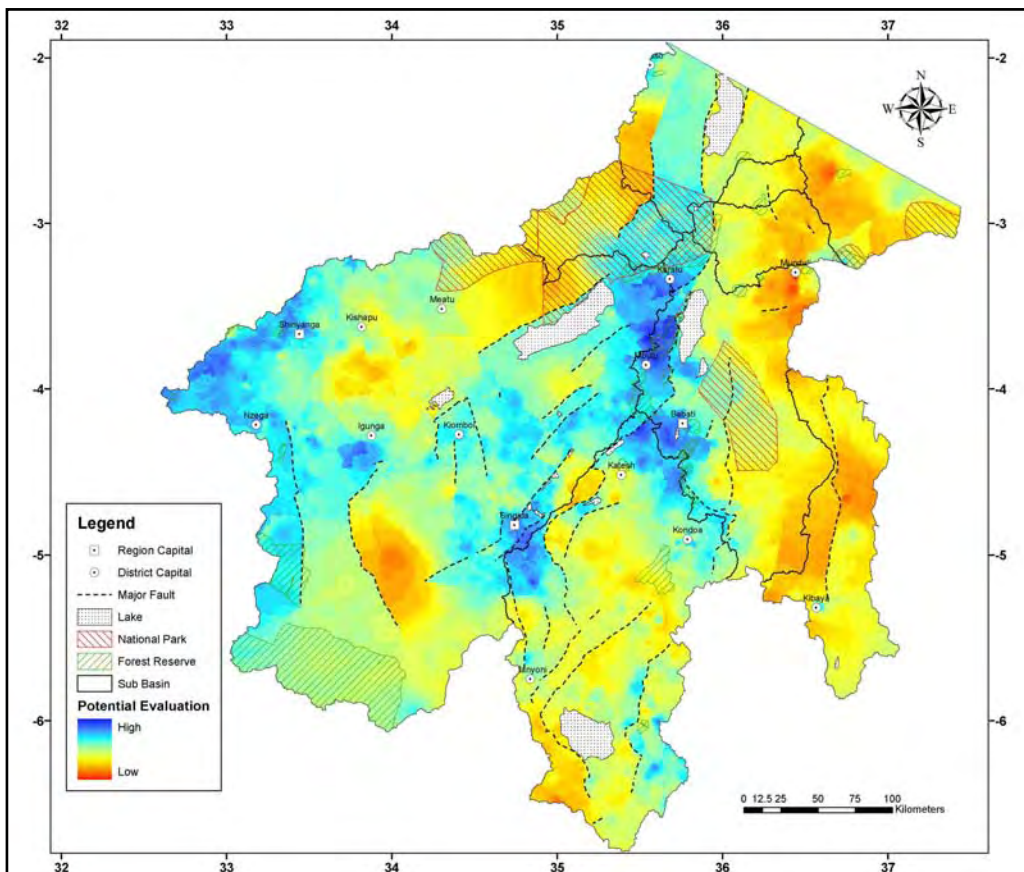 32 33 34 35 36 37
-2 -2
N
W E
S
-3 -3
Mundul
Karatu
Meatu
Kishapu
Shinyanga
-4 -4
Nzega
Igunga
Kiomboi
Babati
Katesh
Singida
Kondoa
-5 -5
Kibaya
Manyoni
-6 -6
Legend
Region Capital
District Capital
Major Fault
Lake
National Park
Forest Reserve
Sub Basin
Potential Evaluation
High
Low
0 12.5 25 50 75 100
Kilometers
32 33 34 35 36 37